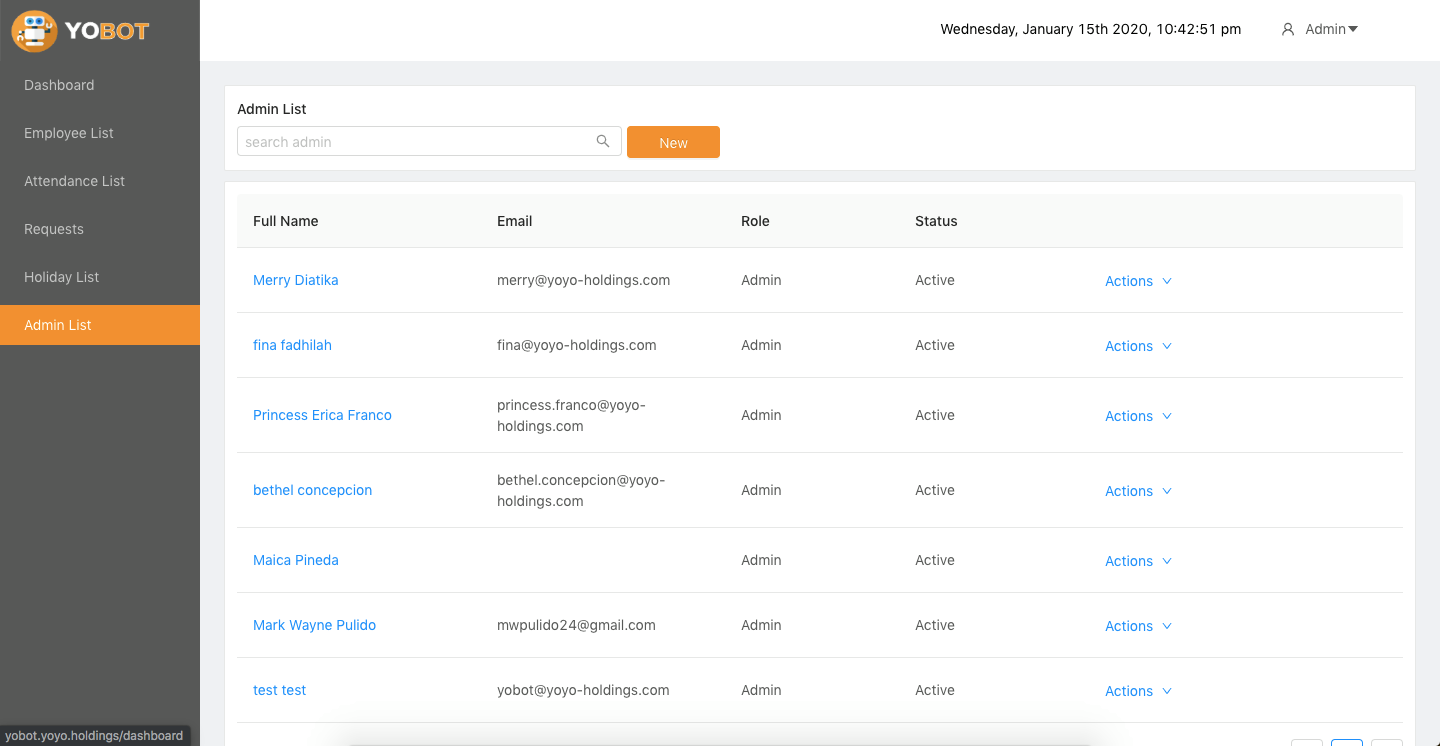 YOBOT
Wednesday, January 15th 2020, 10:42:51 pm
Admin
Dashboard
Employee List
Attendance List
Requests
Holiday List
Admin List
Admin List
search admin
New
Full Name Email Role Status
Merry Diatika merry@yoyo-holdings.com Admin Active Actions
fina fadhilah fina@yoyo-holdings.com Admin Active Actions
Princess Erica Franco princess.franco@yoyo-
holdings.com Admin Active Actions
bethel concepcion bethel.concepcion@yoyo-
holdings.com Admin Active Actions
Maica Pineda Admin Active Actions
Mark Wayne Pulido mwpulido24@gmail.com Admin Active Actions
test test yobot@yoyo-holdings.com Admin Active Actions
yobot.yoyo.holdings/dashboard